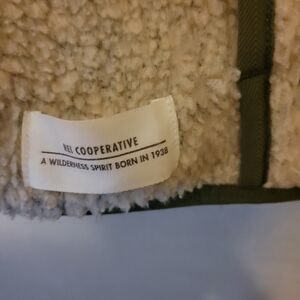 REI COOPERATIVE
A WILDERNESS SPIRIT BORN IN 1938